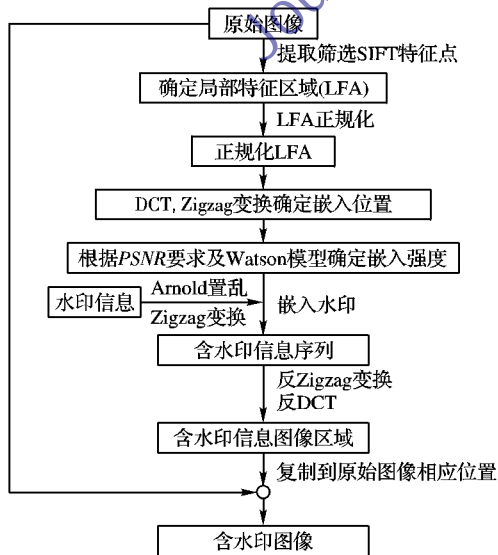 Jou
原始图像
提取筛选SIFT特征点
确定局部特征区域(LFA)
LFA正规化
正规化LFA
DCT, Zigzag变换确定嵌入位置
根据PSNR要求及Watson模型确定嵌入强度
水印信息
Arnold置乱
Zigzag变换
嵌入水印
含水印信息序列
反Zigzag变换
反DCT
含水印信息图像区域
复制到原始图像相应位置
含水印图像